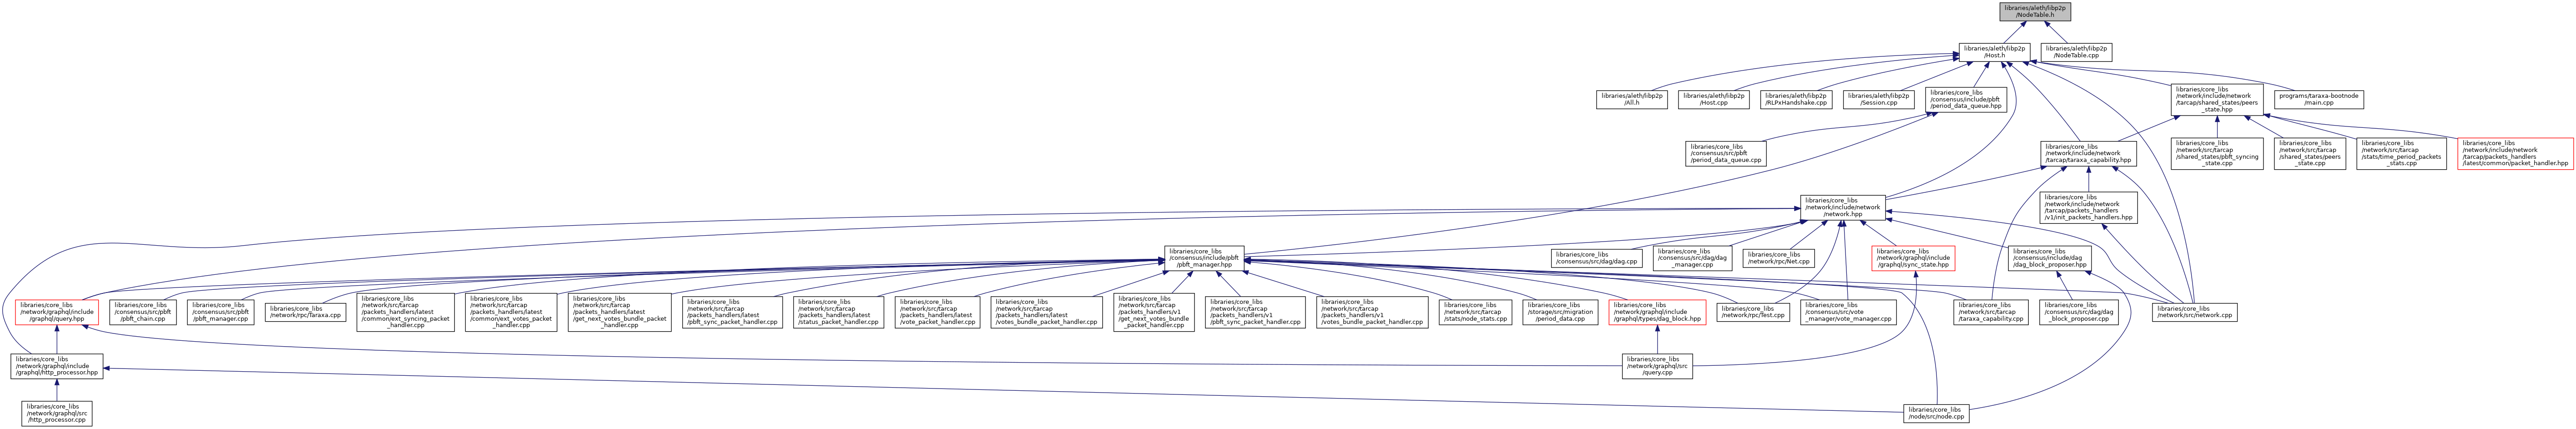 libraries/aleth/libp2p
/NodeTable.h
libraries/aleth/libp2p
/Host.h
libraries/aleth/libp2p
/NodeTable.cpp
libraries/aleth/libp2p
/All.h
libraries/aleth/libp2p
/Host.cpp
libraries/aleth/libp2p
/RLPxHandshake.cpp
libraries/aleth/libp2p
/Session.cpp
libraries/core_libs
/consensus/include/pbft
/period_data_queue.hpp
libraries/core_libs
/network/include/network
/tarcap/shared_states/peers
_state.hpp
programs/taraxa-bootnode
/main.cpp
libraries/core_libs
/consensus/src/pbft
/period_data_queue.cpp
libraries/core_libs
/network/include/network
/tarcap/taraxa_capability.hpp
libraries/core_libs
/network/src/tarcap
/shared_states/pbft_syncing
_state.cpp
libraries/core_libs
/network/src/tarcap
/shared_states/peers
_state.cpp
libraries/core_libs
/network/src/tarcap
/stats/time_period_packets
_stats.cpp
libraries/core_libs
/network/include/network
/tarcap/packets_handlers
/latest/common/packet_handler.hpp
libraries/core_libs
/network/include/network
/network.hpp
libraries/core_libs
/network/include/network
/tarcap/packets_handlers
/v1/init_packets_handlers.hpp
libraries/core_libs
/consensus/include/pbft
/pbft_manager.hpp
libraries/core_libs
/consensus/src/dag/dag.cpp
libraries/core_libs
/consensus/src/dag/dag
_manager.cpp
libraries/core_libs
/network/rpc/Net.cpp
libraries/core_libs
/network/graphql/include
/graphql/sync_state.hpp
libraries/core_libs
/consensus/include/dag
/dag_block_proposer.hpp
libraries/core_libs
/network/graphql/include
/graphql/query.hpp
libraries/core_libs
/consensus/src/pbft
/pbft_chain.cpp
libraries/core_libs
/consensus/src/pbft
/pbft_manager.cpp
libraries/core_libs
/network/rpc/Taraxa.cpp
libraries/core_libs
/network/src/tarcap
/packets_handlers/latest
/common/ext_syncing_packet
_handler.cpp
libraries/core_libs
/network/src/tarcap
/packets_handlers/latest
/common/ext_votes_packet
_handler.cpp
libraries/core_libs
/network/src/tarcap
/packets_handlers/latest
/get_next_votes_bundle_packet
_handler.cpp
libraries/core_libs
/network/src/tarcap
/packets_handlers/latest
/pbft_sync_packet_handler.cpp
libraries/core_libs
/network/src/tarcap
/packets_handlers/latest
/status_packet_handler.cpp
libraries/core_libs
/network/src/tarcap
/packets_handlers/latest
/vote_packet_handler.cpp
libraries/core_libs
/network/src/tarcap
/packets_handlers/latest
/votes_bundle_packet_handler.cpp
libraries/core_libs
/network/src/tarcap
/packets_handlers/v1
/get_next_votes_bundle
_packet_handler.cpp
libraries/core_libs
/network/src/tarcap
/packets_handlers/v1
/pbft_sync_packet_handler.cpp
libraries/core_libs
/network/src/tarcap
/packets_handlers/v1
/votes_bundle_packet_handler.cpp
libraries/core_libs
/network/src/tarcap
/stats/node_stats.cpp
libraries/core_libs
/storage/src/migration
/period_data.cpp
libraries/core_libs
/network/graphql/include
/graphql/types/dag_block.hpp
libraries/core_libs
/network/rpc/Test.cpp
libraries/core_libs
/consensus/src/vote
_manager/vote_manager.cpp
libraries/core_libs
/network/src/tarcap
/taraxa_capability.cpp
libraries/core_libs
/consensus/src/dag/dag
_block_proposer.cpp
libraries/core_libs
/network/src/network.cpp
libraries/core_libs
/network/graphql/include
/graphql/http_processor.hpp
libraries/core_libs
/network/graphql/src
/query.cpp
libraries/core_libs
/network/graphql/src
/http_processor.cpp
libraries/core_libs
/node/src/node.cpp